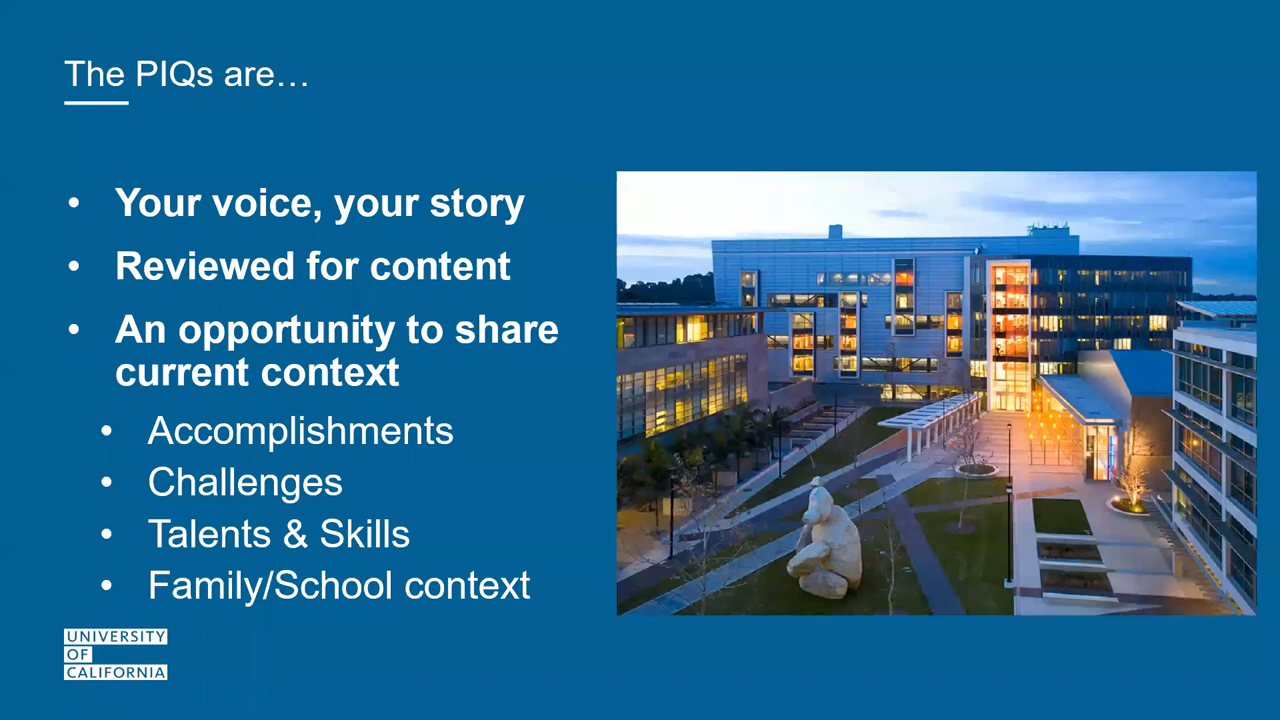 The PIQs are…
• Your voice, your story
• Reviewed for content
• An opportunity to share
current context
• Accomplishments
• Challenges
• Talents & Skills
• Family/School context
UNIVERSITY
OF
CALIFORNIA